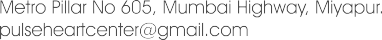 Metro Pillar No 605, Mumbai Highway, Miyapur.
pulseheartcenter@gmail.com